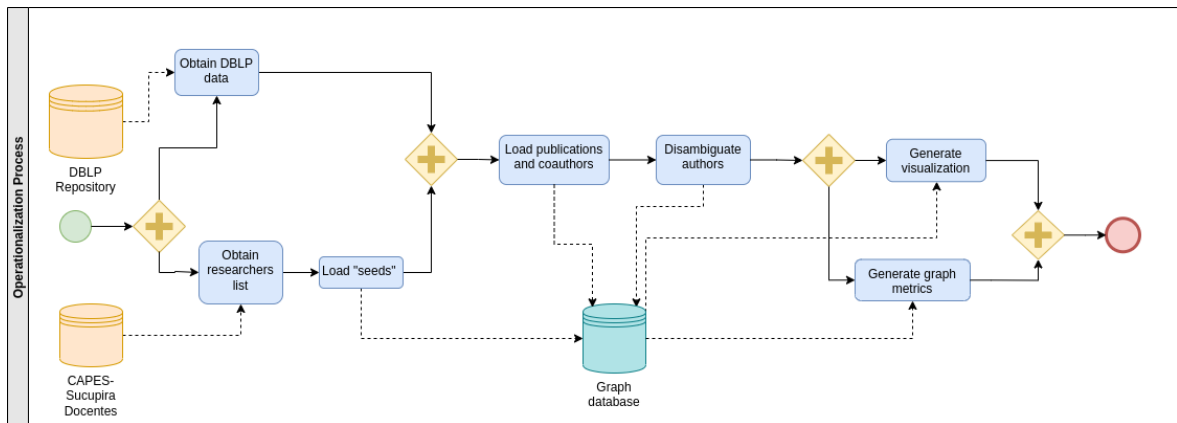 Operationalization Process
Obtain DBLP
data
DBLP
Repository
Obtain
researchers
list
Load "seeds"
CAPES-
Sucupira
Docentes
Load publications
and coauthors
Disambiguate
authors
Generate
visualization
Generate graph
metrics
Graph
database